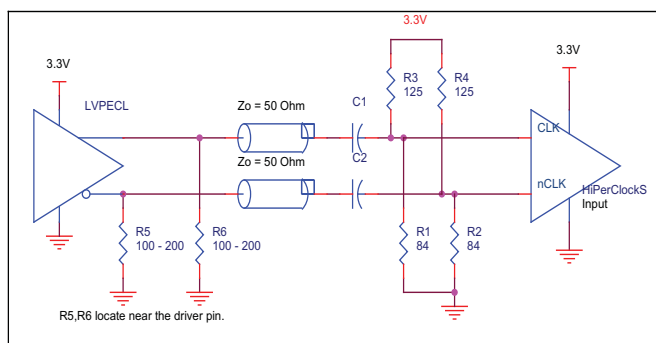 3.3V
3.3V
3.3V
LVPECL
Zo = 50 Ohm
C1
R3
125
R4
125
CLK
Zo = 50 Ohm
C2
nCLK
HiPerClockS
Input
R5
100 - 200
R6
100 - 200
R1
84
R2
84
R5,R6 locate near the driver pin.